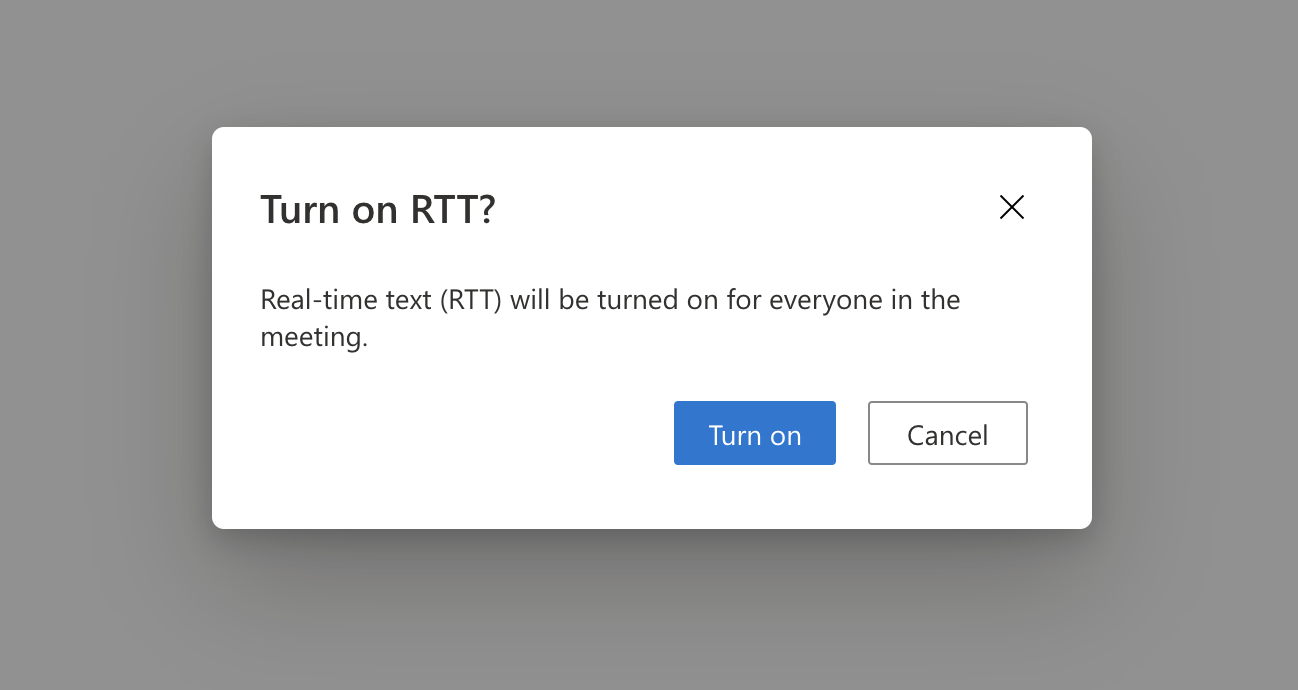 Turn on RTT?
Real-time text (RTT) will be turned on for everyone in the
meeting.
Turn on
Cancel